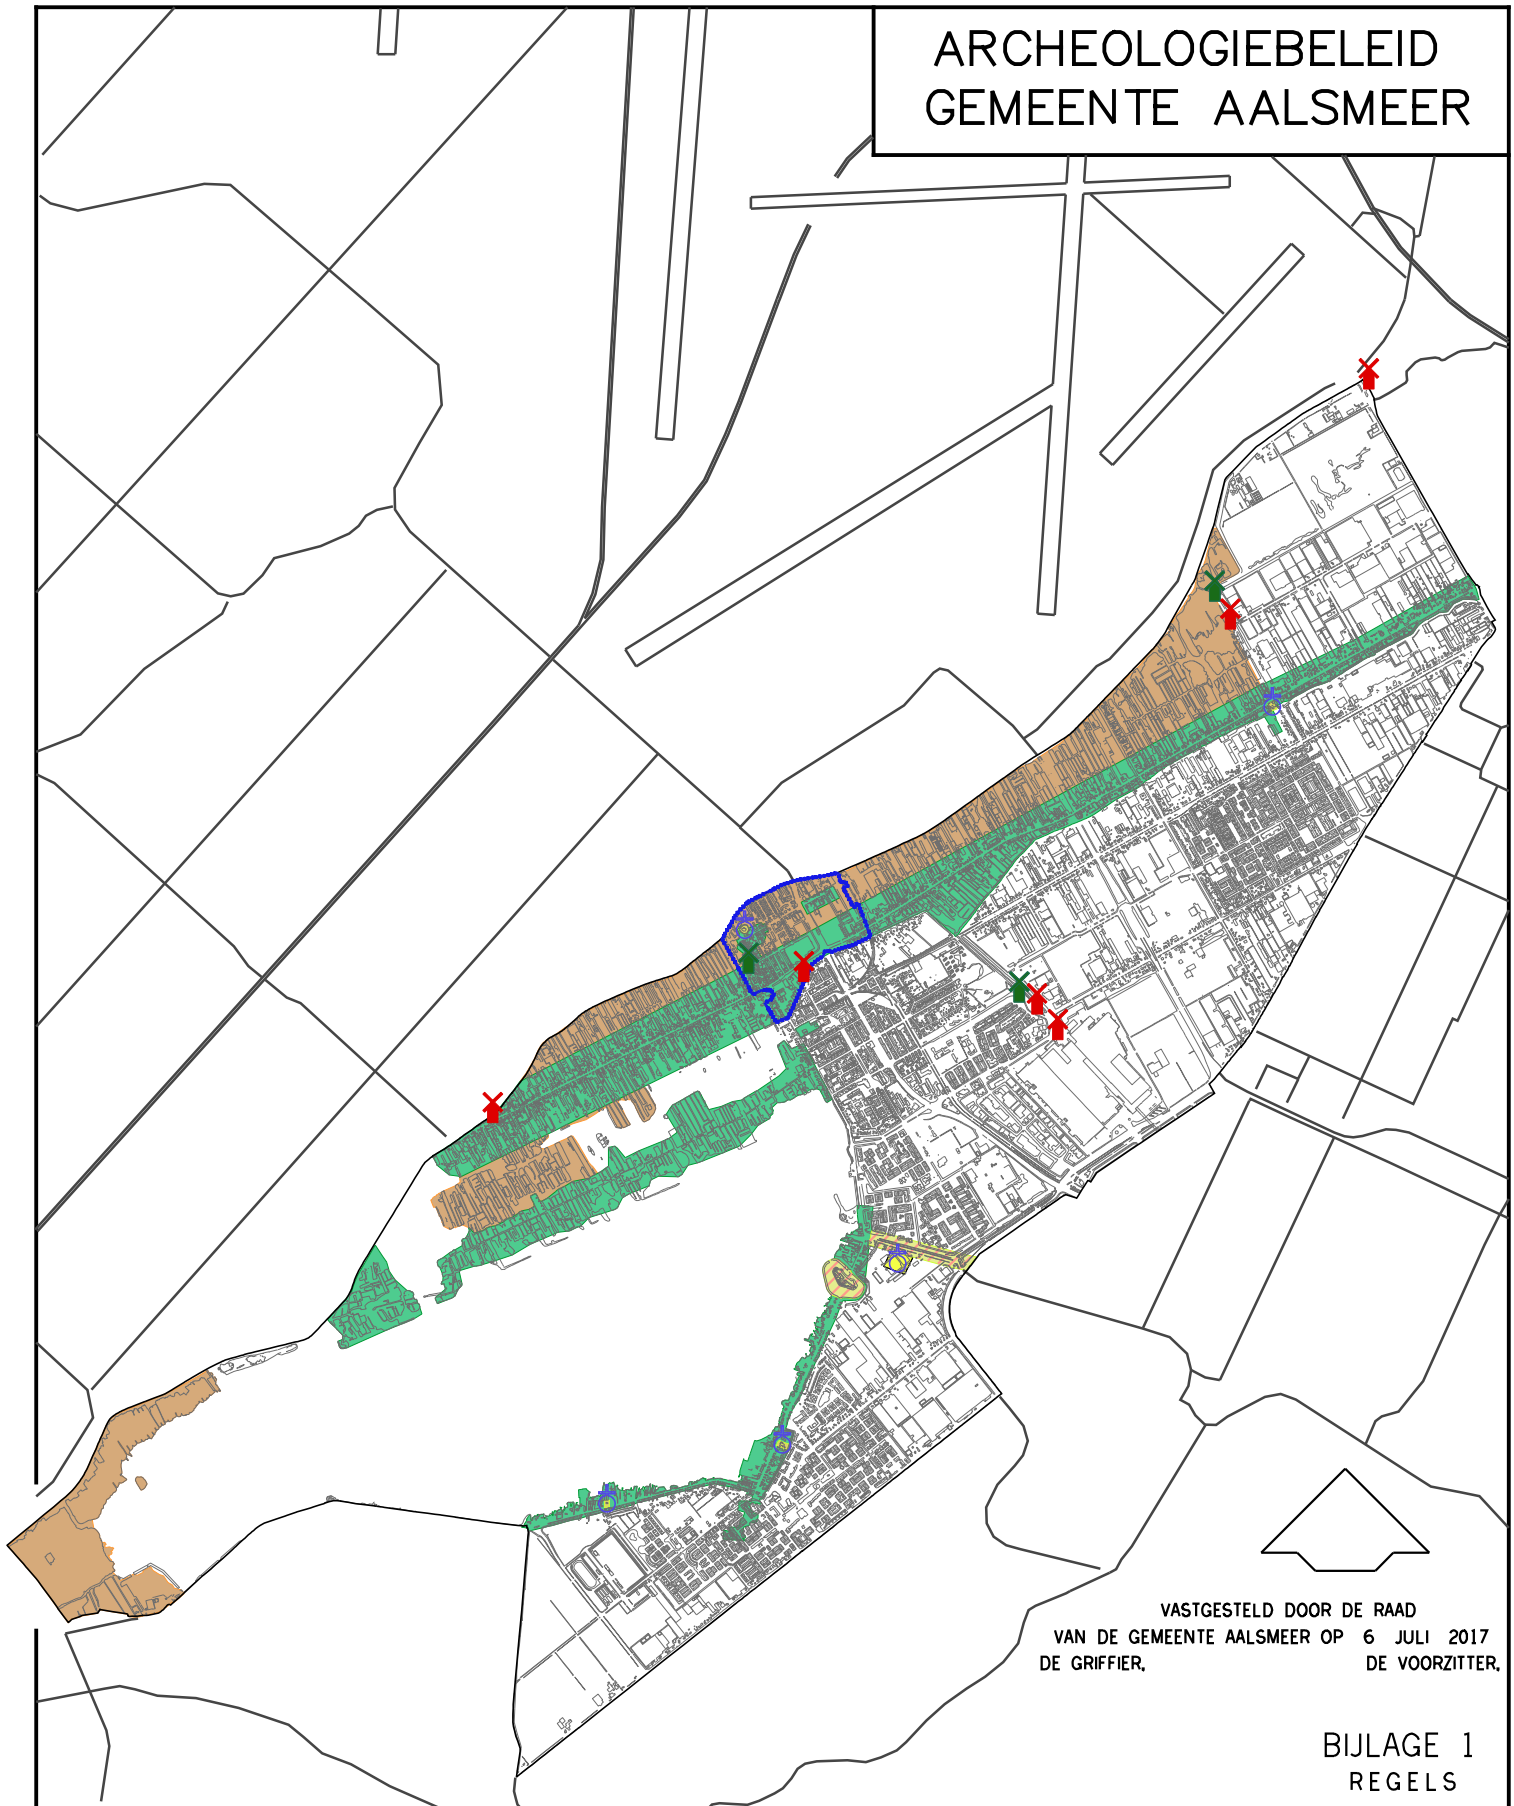 ARCHEOLOGIEBELEID
GEMEENTE AALSMEER
VASTGESTELD DOOR DE RAAD
VAN DE GEMEENTE AALSMEER OP 6 JULI 2017
DE GRIFFIER, DE VOORZITTER,
BIJLAGE 1
REGELS